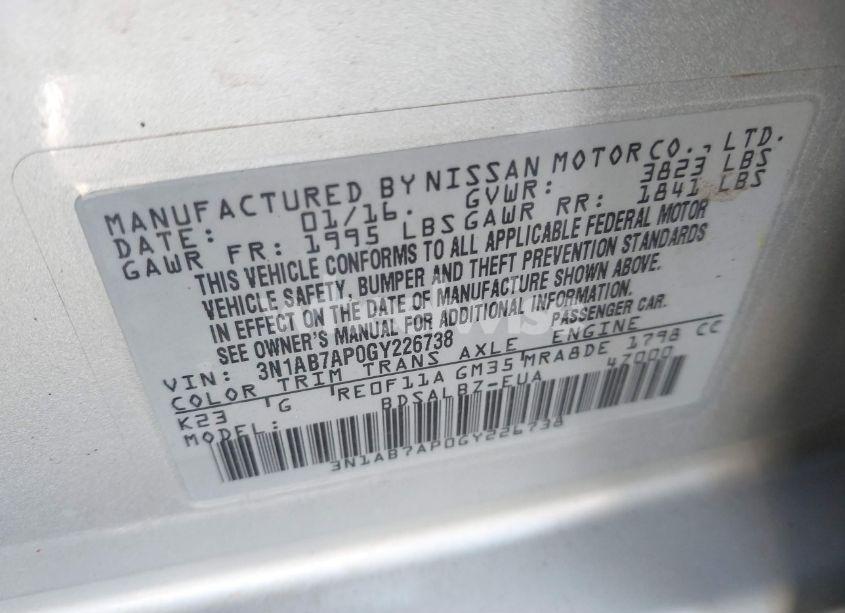 MANUFACTURED BY NISSAN MOTOR CO., LTD.
DATE: 01/16. GVWR: 3823 LBS
GAWR FR: 1995 LBS GAWR RR: 1841 LBS
THIS VEHICLE CONFORMS TO ALL APPLICABLE FEDERAL MOTOR
VEHICLE SAFETY, BUMPER AND THEFT PREVENTION STANDARDS
IN EFFECT ON THE DATE OF MANUFACTURE SHOWN ABOVE.
SEE OWNER'S MANUAL FOR ADDITIONAL INFORMATION.
VIN: 3N1AB7AP0GY226738 PASSENGER CAR.
COLOR TRIM TRANS AXLE ENGINE
K23 G RE0F11A GM35 MRA8DE 1798 CC
MODEL: BDSALBZ-EUA 47000
3N1AB7AP0GY226738